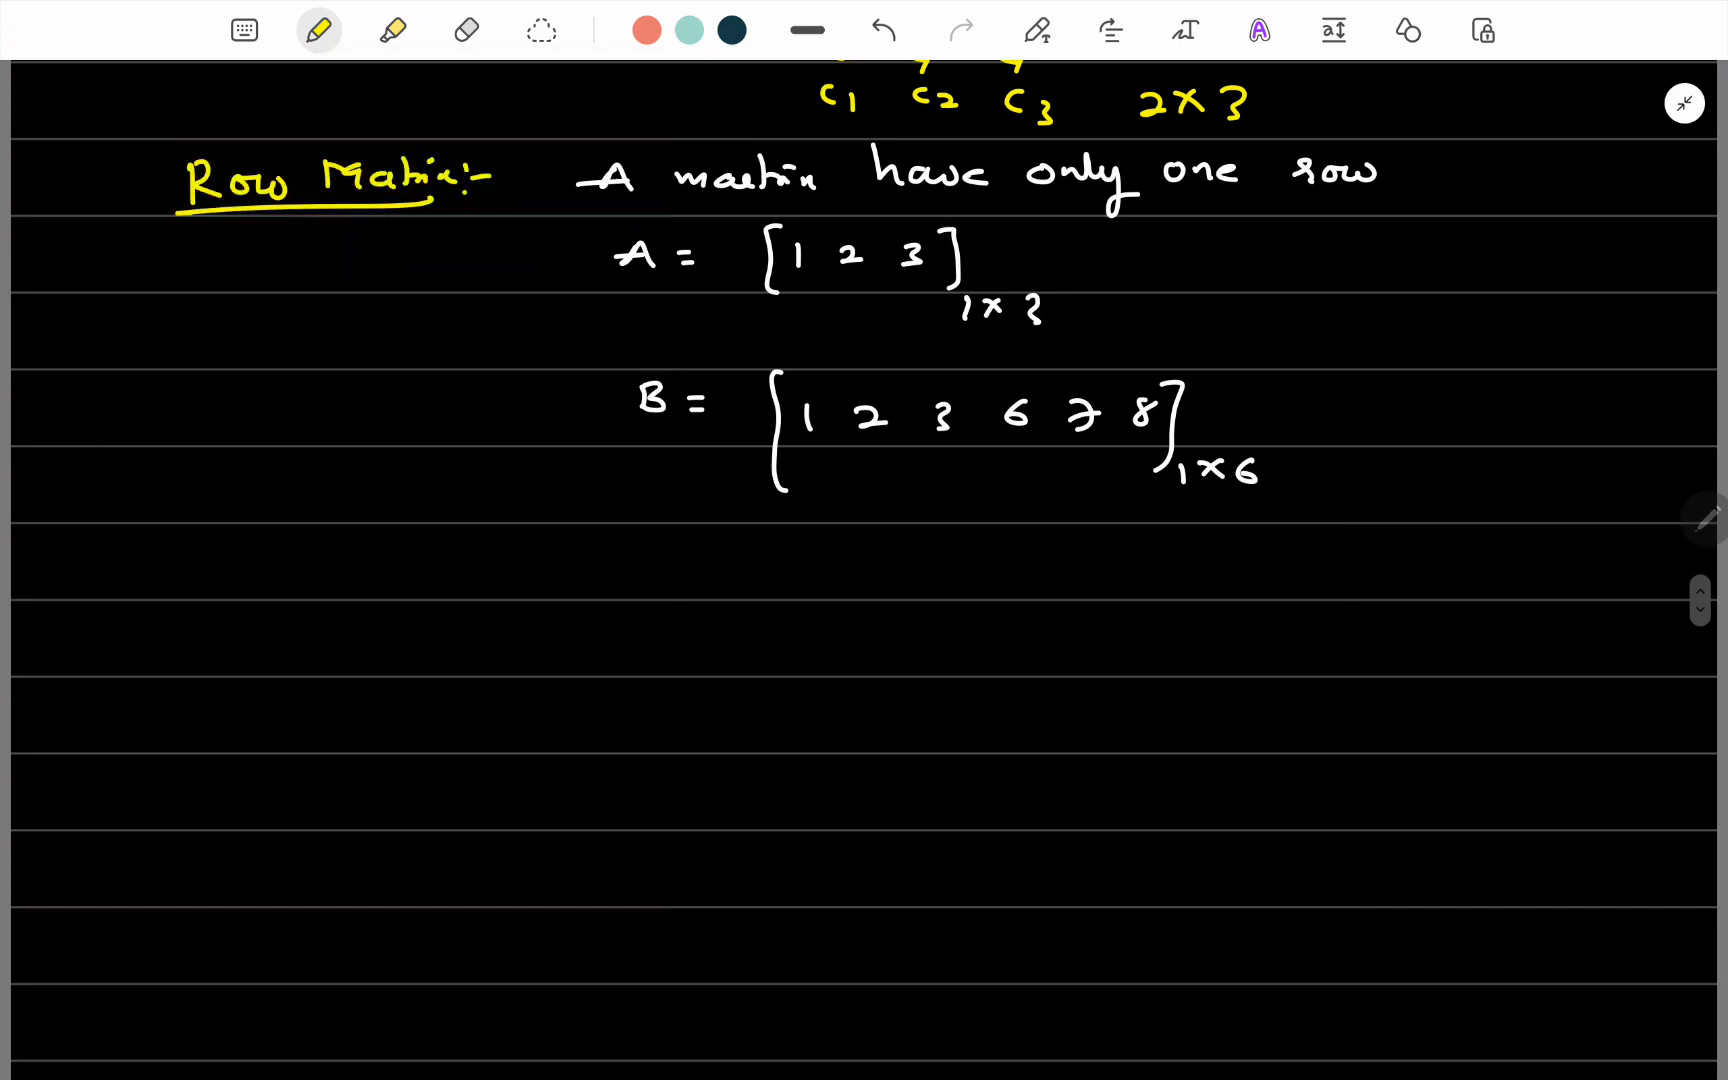 C1 C2 C3 2×3
Row Matrix:- A matrix have only one row
A = [1 2 3]1×3
B = [1 2 3 6 7 8]1×6